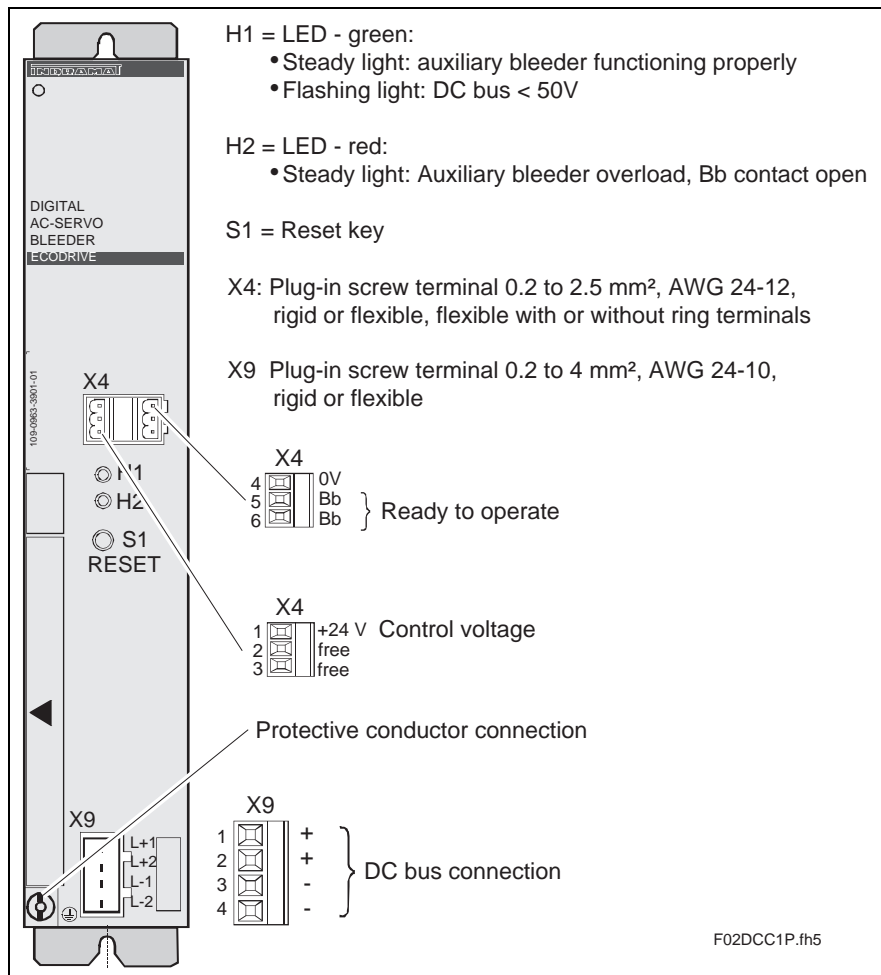 H1 = LED - green:
• Steady light: auxiliary bleeder functioning properly
• Flashing light: DC bus < 50V
H2 = LED - red:
• Steady light: Auxiliary bleeder overload, Bb contact open
S1 = Reset key
X4: Plug-in screw terminal 0.2 to 2.5 mm², AWG 24-12,
rigid or flexible, flexible with or without ring terminals
X9 Plug-in screw terminal 0.2 to 4 mm², AWG 24-10,
rigid or flexible
INDRAMAT
DIGITAL
AC-SERVO
BLEEDER
ECODRIVE
109-0963-3901-01
X4
H1
H2
S1
RESET
X4
4 0V
5 Bb
6 Bb
Ready to operate
X4
1 +24 V Control voltage
2 free
3 free
Protective conductor connection
X9
L+1
L+2
L-1
L-2
X9
1 +
2 +
3 -
4 -
DC bus connection
F02DCC1P.fh5